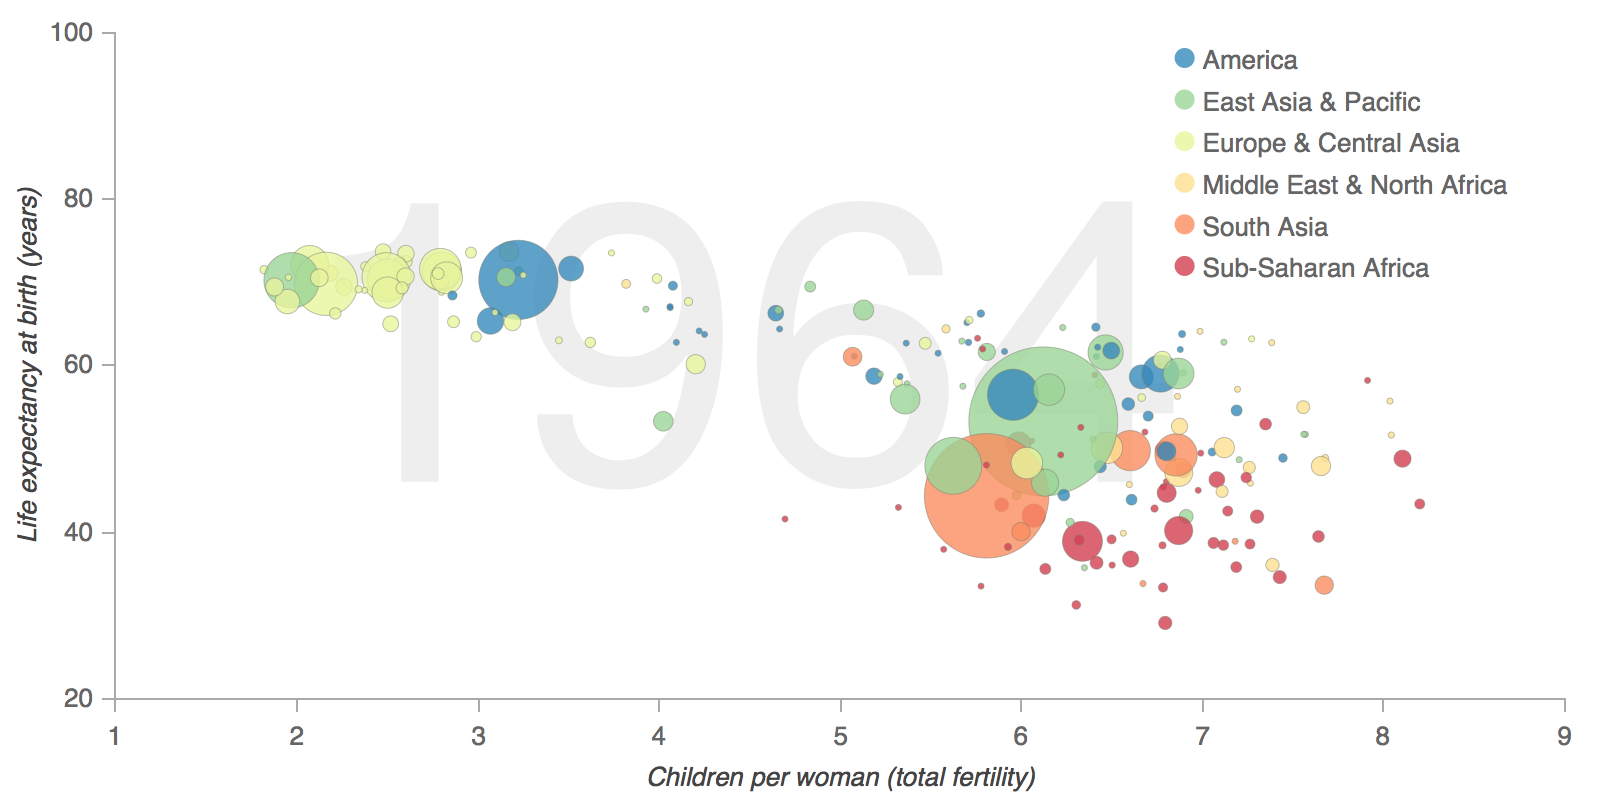 100
80
60
40
20
Life expectancy at birth (years)
1964
America
East Asia & Pacific
Europe & Central Asia
Middle East & North Africa
South Asia
Sub-Saharan Africa
1 2 3 4 5 6 7 8 9
Children per woman (total fertility)